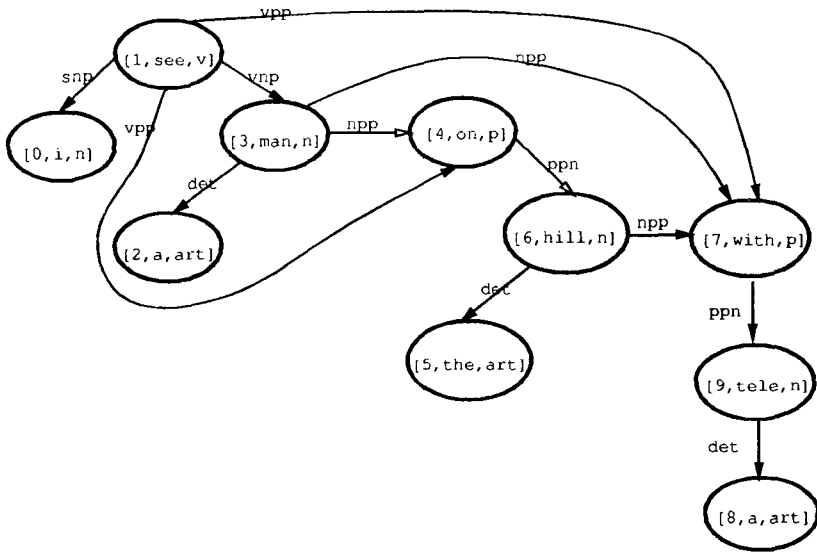 vpp
[1,see,v]
snp
vnp
npp
vpp
[0,i,n]
[3,man,n]
npp
[4,on,p]
det
ppn
[2,a,art]
[6,hill,n]
npp
[7,with,p]
det
ppn
[5,the,art]
[9,tele,n]
det
[8,a,art]